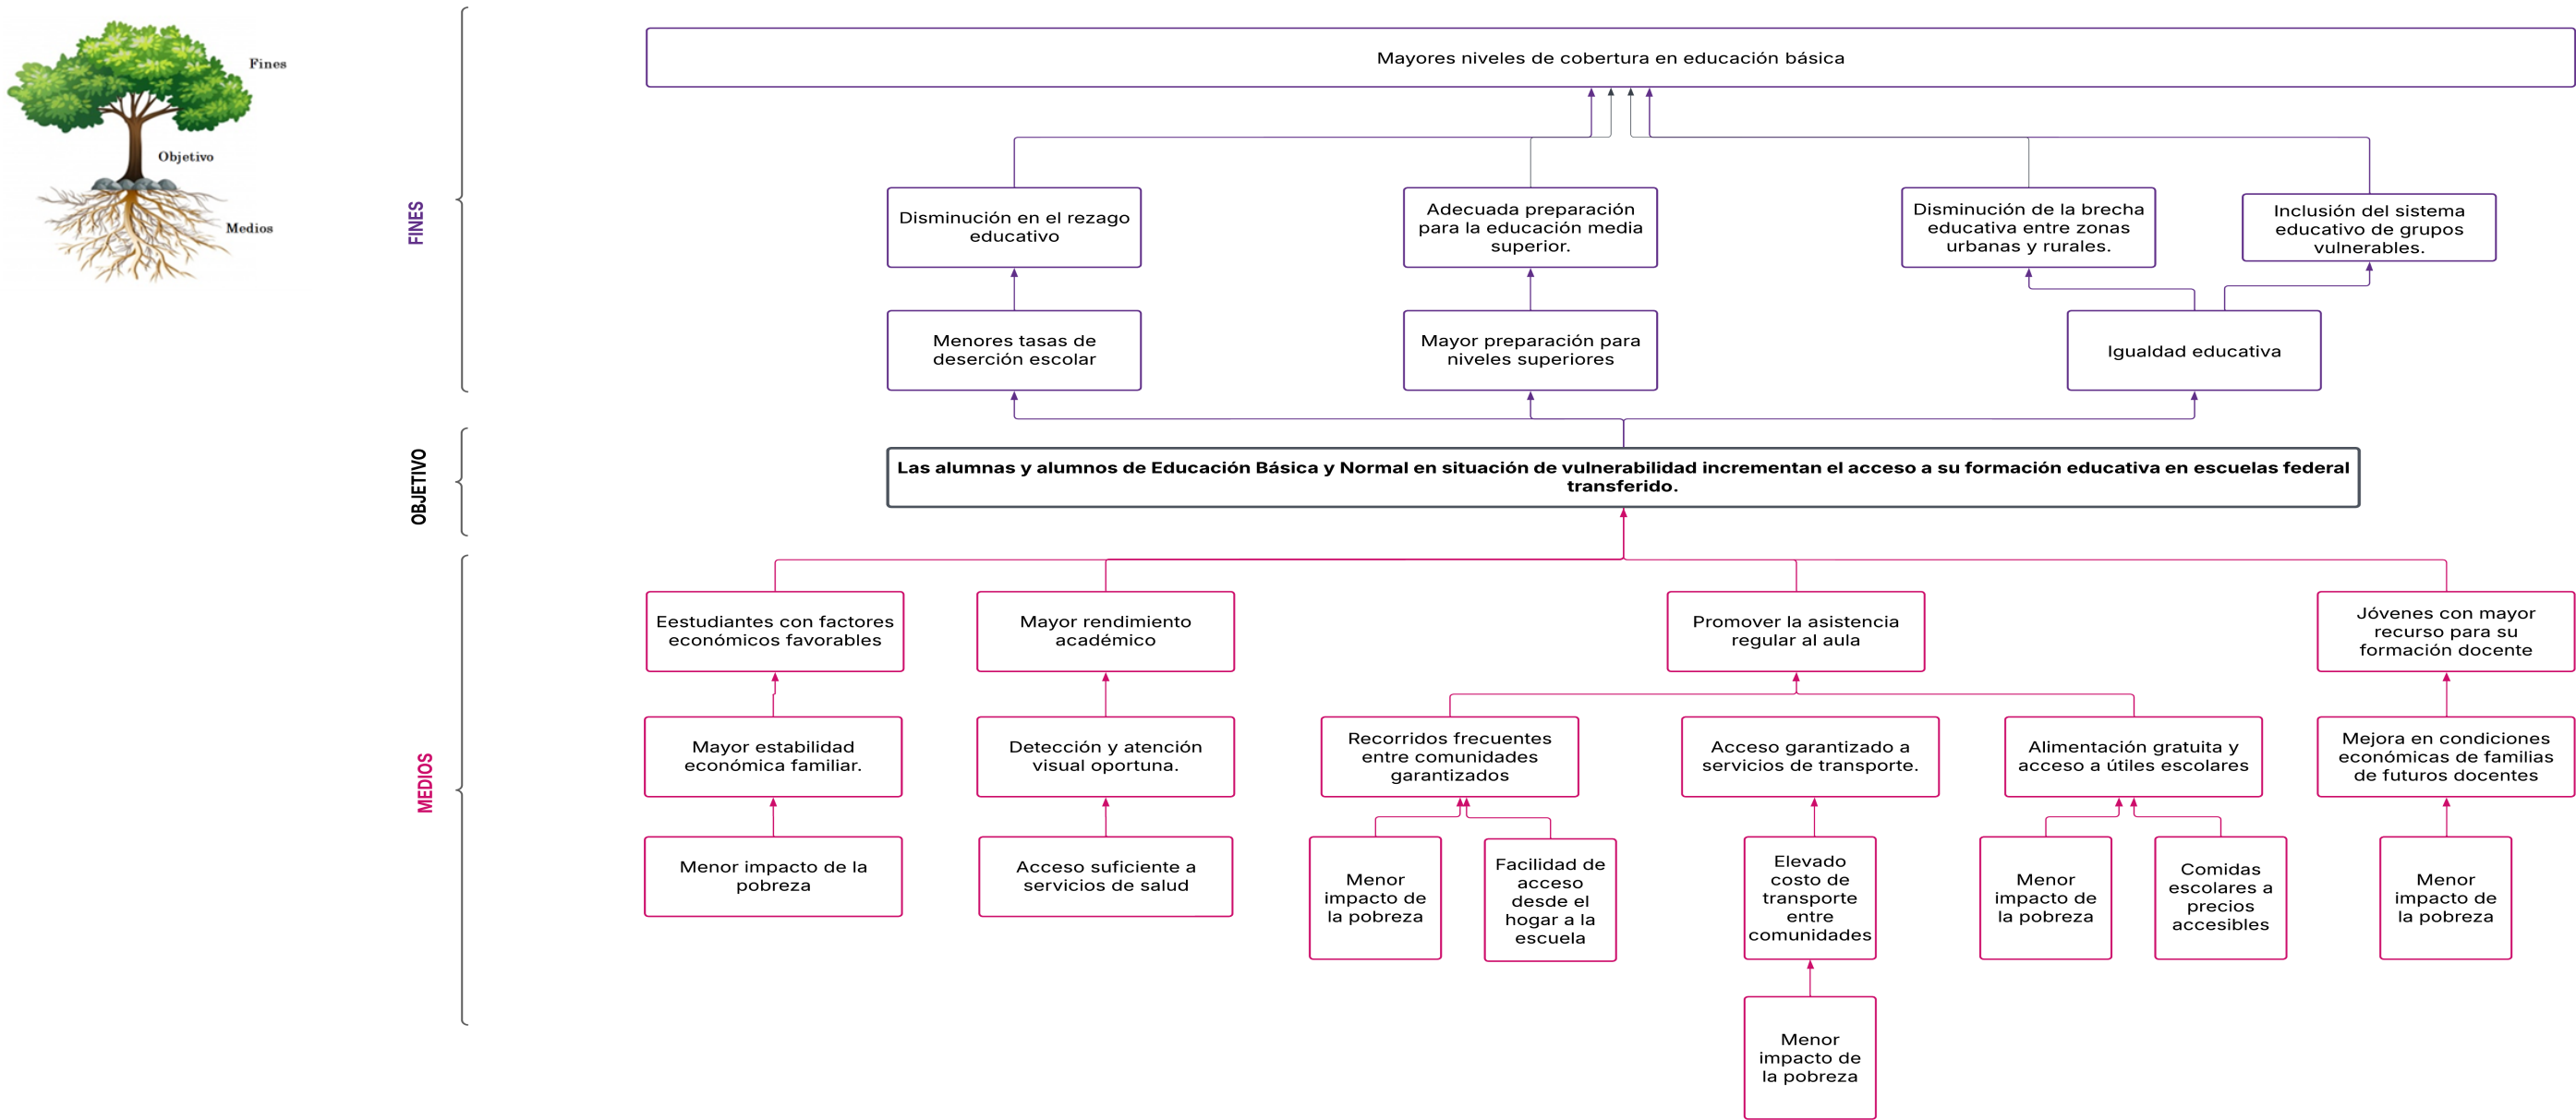 Fines
Objetivo
Medios
FINES
Mayores niveles de cobertura en educación básica
Disminución en el rezago
educativo
Adecuada preparación
para la educación media
superior.
Disminución de la brecha
educativa entre zonas
urbanas y rurales.
Inclusión del sistema
educativo de grupos
vulnerables.
Menores tasas de
deserción escolar
Mayor preparación para
niveles superiores
Igualdad educativa
OBJETIVO
Las alumnas y alumnos de Educación Básica y Normal en situación de vulnerabilidad incrementan el acceso a su formación educativa en escuelas federal
transferido.
MEDIOS
Eestudiantes con factores
económicos favorables
Mayor rendimiento
académico
Promover la asistencia
regular al aula
Jóvenes con mayor
recurso para su
formación docente
Mayor estabilidad
económica familiar.
Detección y atención
visual oportuna.
Recorridos frecuentes
entre comunidades
garantizados
Acceso garantizado a
servicios de transporte.
Alimentación gratuita y
acceso a útiles escolares
Mejora en condiciones
económicas de familias
de futuros docentes
Menor impacto de la
pobreza
Acceso suficiente a
servicios de salud
Menor
impacto de
la pobreza
Facilidad de
acceso
desde el
hogar a la
escuela
Elevado
costo de
transporte
entre
comunidades
Menor
impacto de
la pobreza
Comidas
escolares a
precios
accesibles
Menor
impacto de
la pobreza
Menor
impacto de
la pobreza